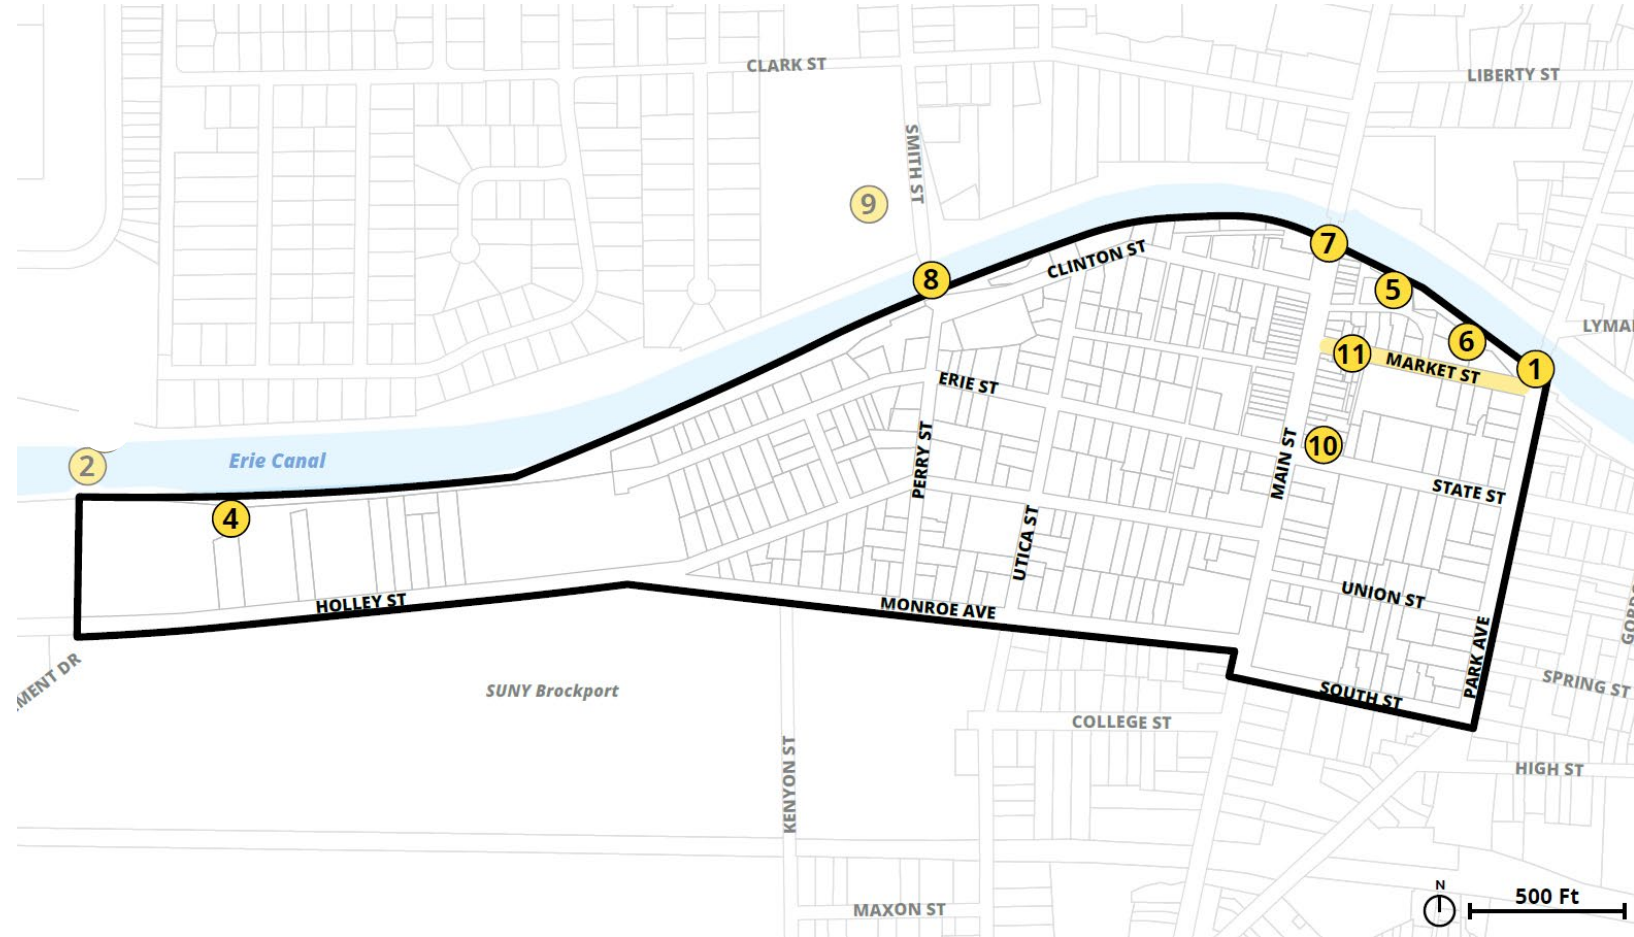 CLARK ST
LIBERTY ST
SMITH ST
9
7
CLINTON ST
8
5
LYMA
6
11
MARKET ST
1
ERIE ST
2
Erie Canal
PERRY ST
MAIN ST
10
STATE ST
4
UTICA ST
UNION ST
HOLLEY ST
MONROE AVE
GORDO
PARK AVE
MENT DR
SUNY Brockport
SOUTH ST
SPRING ST
COLLEGE ST
KENYON ST
HIGH ST
N
500 Ft
MAXON ST